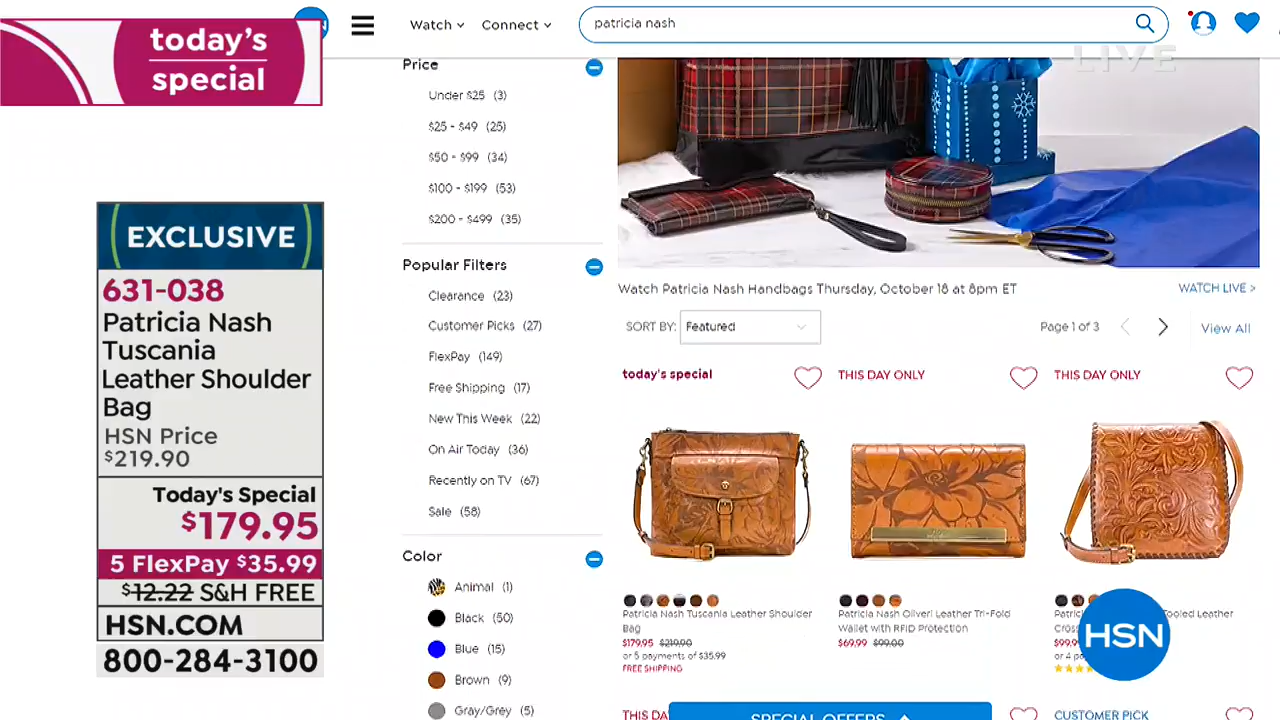 today's
special
Watch
Connect
patricia nash
LIVE
EXCLUSIVE
631-038
Patricia Nash
Tuscania
Leather Shoulder
Bag
HSN Price
$219.90
Today's Special
$179.95
5 FlexPay $35.99
$12.22 S&H FREE
HSN.COM
800-284-3100
Price
Under $25 (3)
$25 - $49 (25)
$50 - $99 (34)
$100 - $199 (53)
$200 - $499 (35)
Popular Filters
Clearance (23)
Customer Picks (27)
FlexPay (149)
Free Shipping (17)
New This Week (22)
On Air Today (36)
Recently on TV (67)
Sale (58)
Color
Animal (1)
Black (50)
Blue (15)
Brown (9)
Gray/Grey (5)
Watch Patricia Nash Handbags Thursday, October 18 at 8pm ET
WATCH LIVE >
SORT BY: Featured
Page 1 of 3
View All
today's special
THIS DAY ONLY
THIS DAY ONLY
Patricia Nash Tuscania Leather Shoulder
Bag
$179.95 $219.90
or 5 payments of $35.99
FREE SHIPPING
Patricia Nash Oliveri Leather Tri-Fold
Wallet with RFID Protection
$69.99 $99.00
Tooled Leather
$99.9
or 4
HSN
SPECIAL OFFERS
CUSTOMER PICK